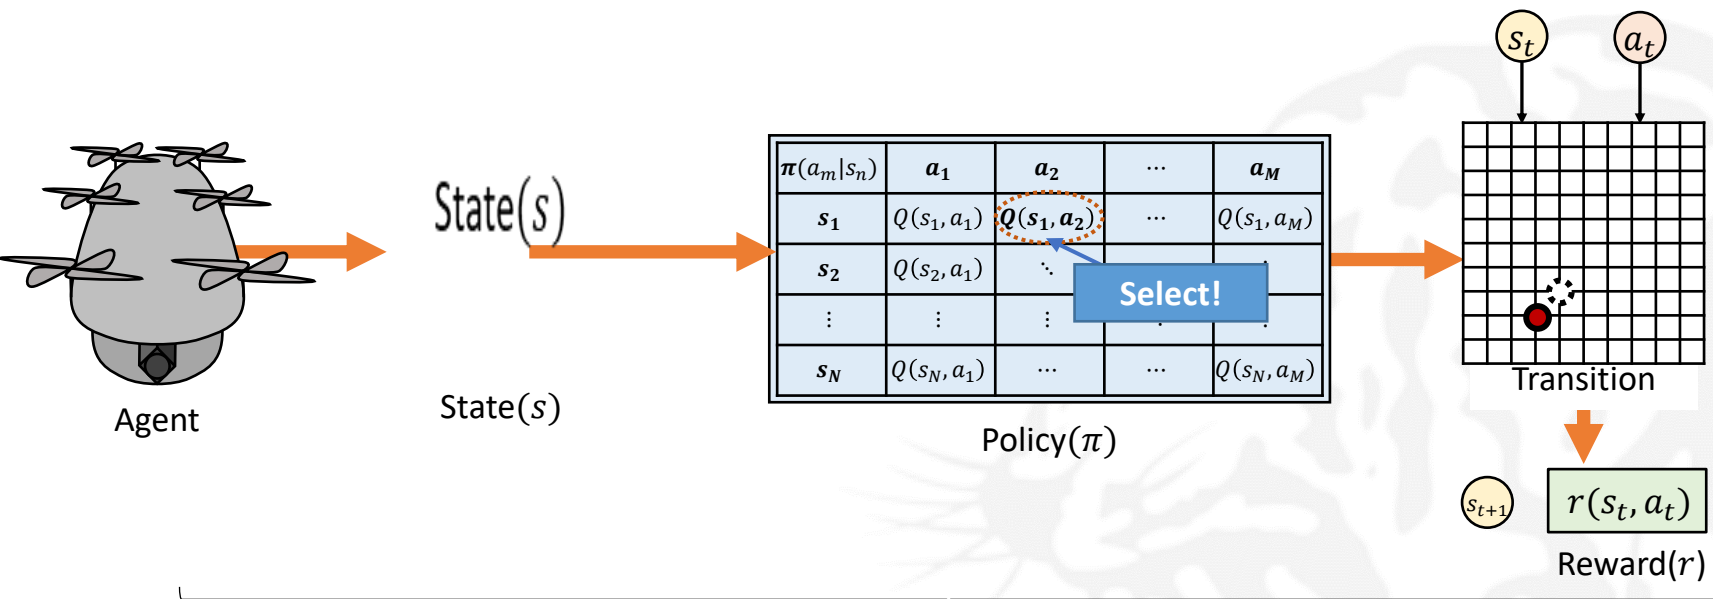 s_t a_t
π(a_m|s_n) a_1 a_2 ⋯ a_M
s_1 Q(s_1, a_1) Q(s_1, a_2) ⋯ Q(s_1, a_M)
s_2 Q(s_2, a_1) ⋱ ⋮
Select!
⋮ ⋮ ⋮ ⋮ ⋮
s_N Q(s_N, a_1) ⋯ ⋯ Q(s_N, a_M)
State(s)
Agent
State(s)
Policy(π)
Transition
s_{t+1} r(s_t, a_t)
Reward(r)